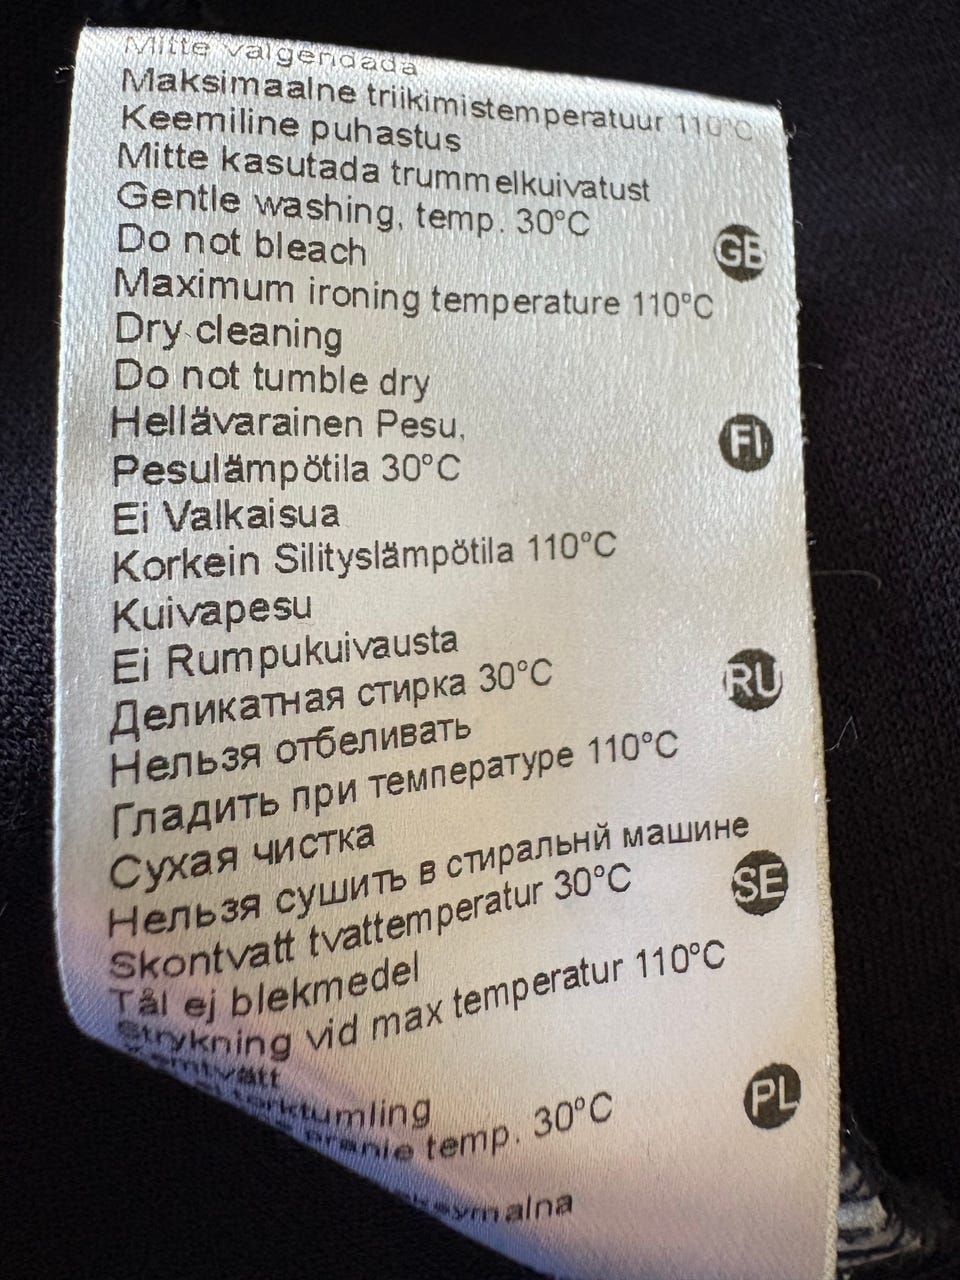 Mitte valgendada
Maksimaalne triikimistemperatuur 110°C
Keemiline puhastus
Mitte kasutada trummelkuivatust
Gentle washing, temp. 30°C GB
Do not bleach
Maximum ironing temperature 110°C
Dry cleaning
Do not tumble dry
Hellävarainen Pesu, FI
Pesulämpötila 30°C
Ei Valkaisua
Korkein Silityslämpötila 110°C
Kuivapesu
Ei Rumpukuivausta
Деликатная стирка 30°C RU
Нельзя отбеливать
Гладить при температуре 110°C
Сухая чистка
Нельзя сушить в стиральнй машине
Skontvatt tvattemperatur 30°C SE
Tål ej blekmedel
Strykning vid max temperatur 110°C
Kemtvätt
torktumling
pranie temp. 30°C PL